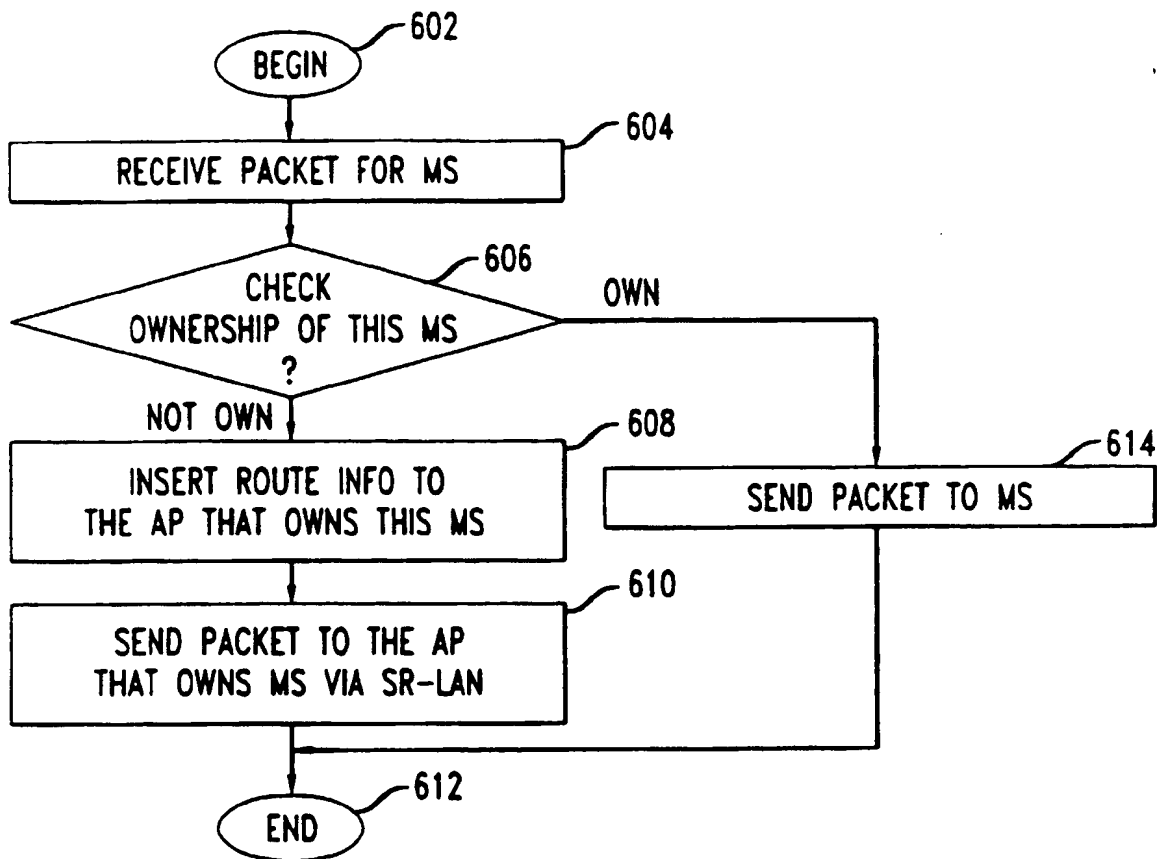 602
BEGIN
604
RECEIVE PACKET FOR MS
606
CHECK
OWNERSHIP OF THIS MS
?
OWN
NOT OWN
608
INSERT ROUTE INFO TO
THE AP THAT OWNS THIS MS
614
SEND PACKET TO MS
610
SEND PACKET TO THE AP
THAT OWNS MS VIA SR-LAN
612
END